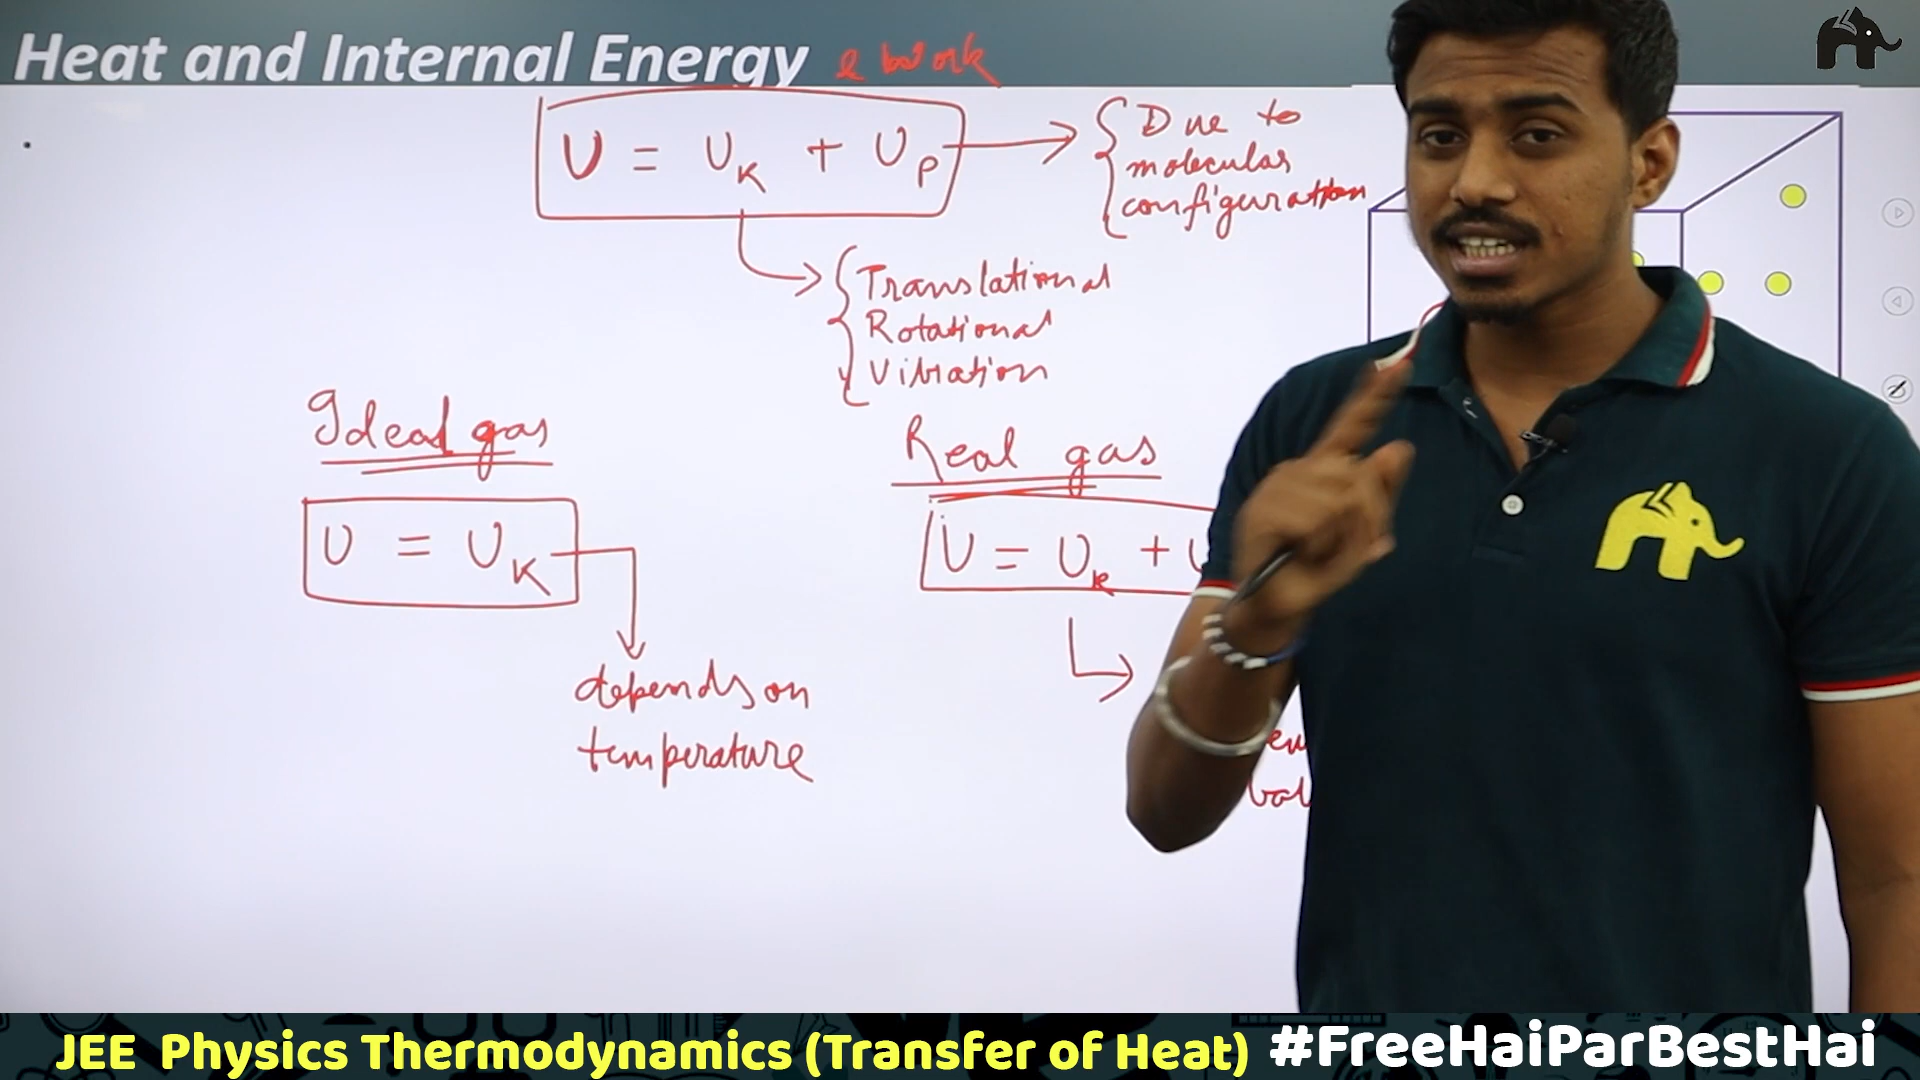 Heat and Internal Energy & work
U = UK + UP
Due to
molecular
configuration
Translational
Rotational
Vibration
Ideal gas
U = UK
depends on
temperature
Real gas
U = Uk + U
JEE Physics Thermodynamics (Transfer of Heat) #FreeHaiParBestHai